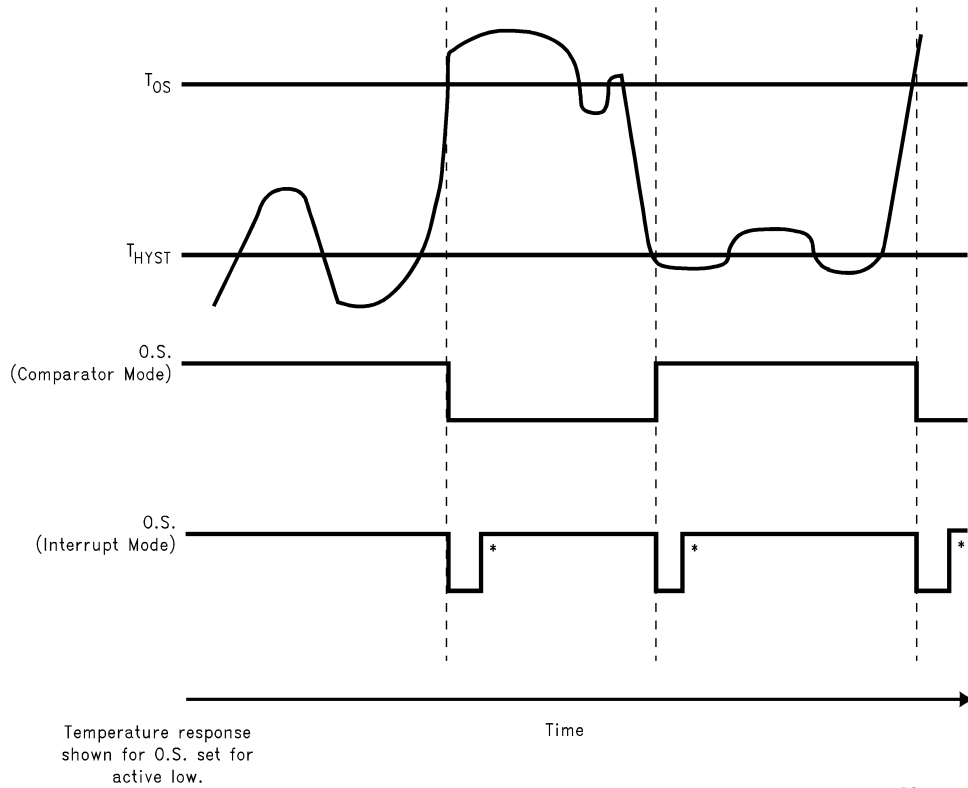 T_OS
T_HYST
O.S.
(Comparator Mode)
O.S.
(Interrupt Mode)
*
*
*
Time
Temperature response
shown for O.S. set for
active low.